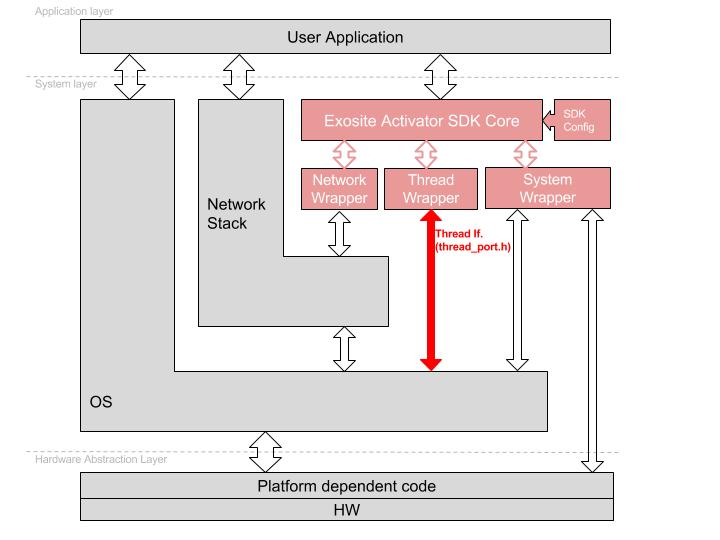 Application layer
User Application
System layer
Exosite Activator SDK Core
SDK
Config
Network
Wrapper
Thread
Wrapper
System
Wrapper
Network
Stack
Thread If.
(thread_port.h)
OS
Hardware Abstraction Layer
Platform dependent code
HW